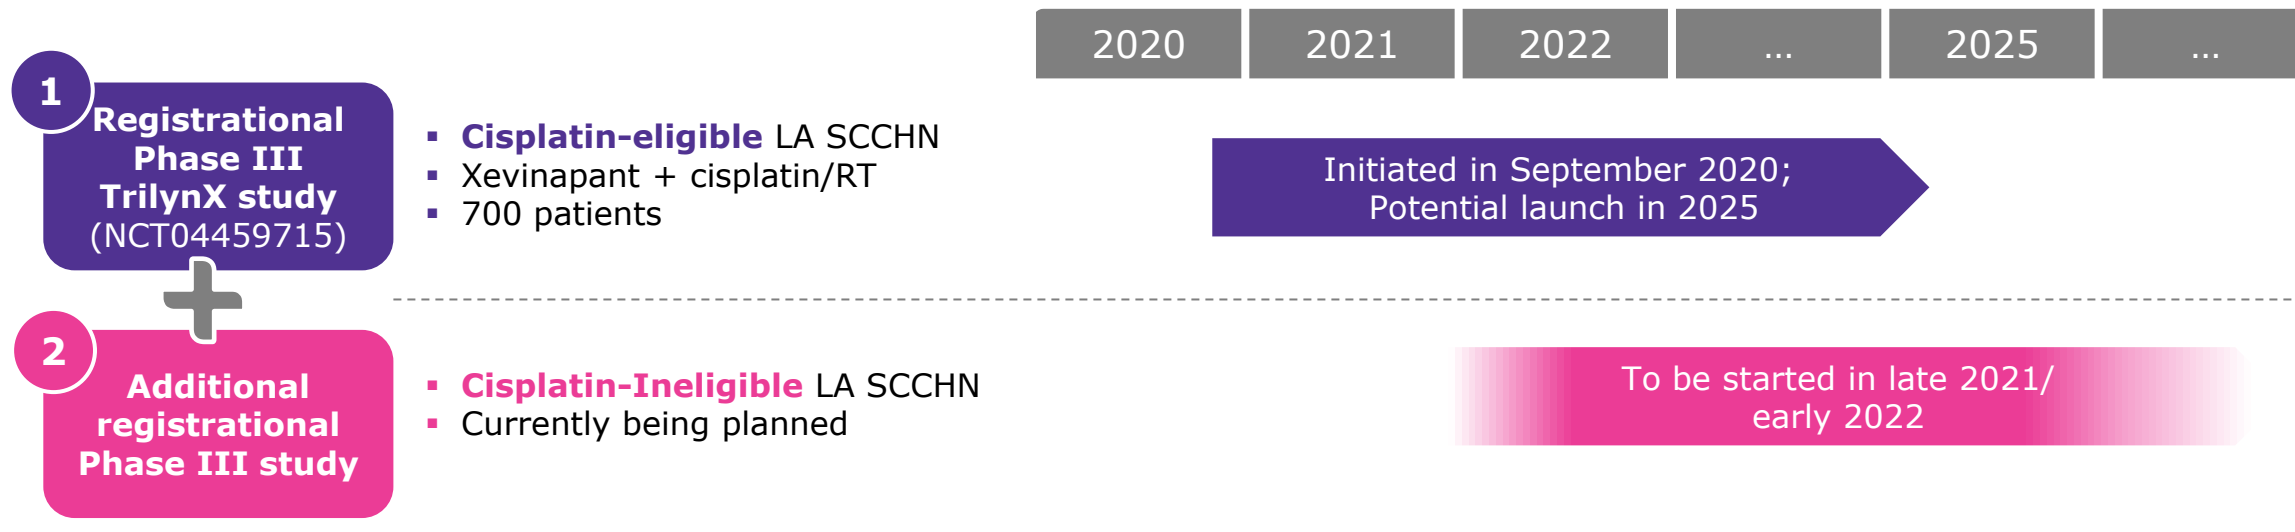 2020 2021 2022 ... 2025 ...
1
Registrational
Phase III
TrilynX study
(NCT04459715)
▪ Cisplatin-eligible LA SCCHN
▪ Xevinapant + cisplatin/RT
▪ 700 patients
Initiated in September 2020;
Potential launch in 2025
2
Additional
registrational
Phase III study
▪ Cisplatin-Ineligible LA SCCHN
▪ Currently being planned
To be started in late 2021/
early 2022